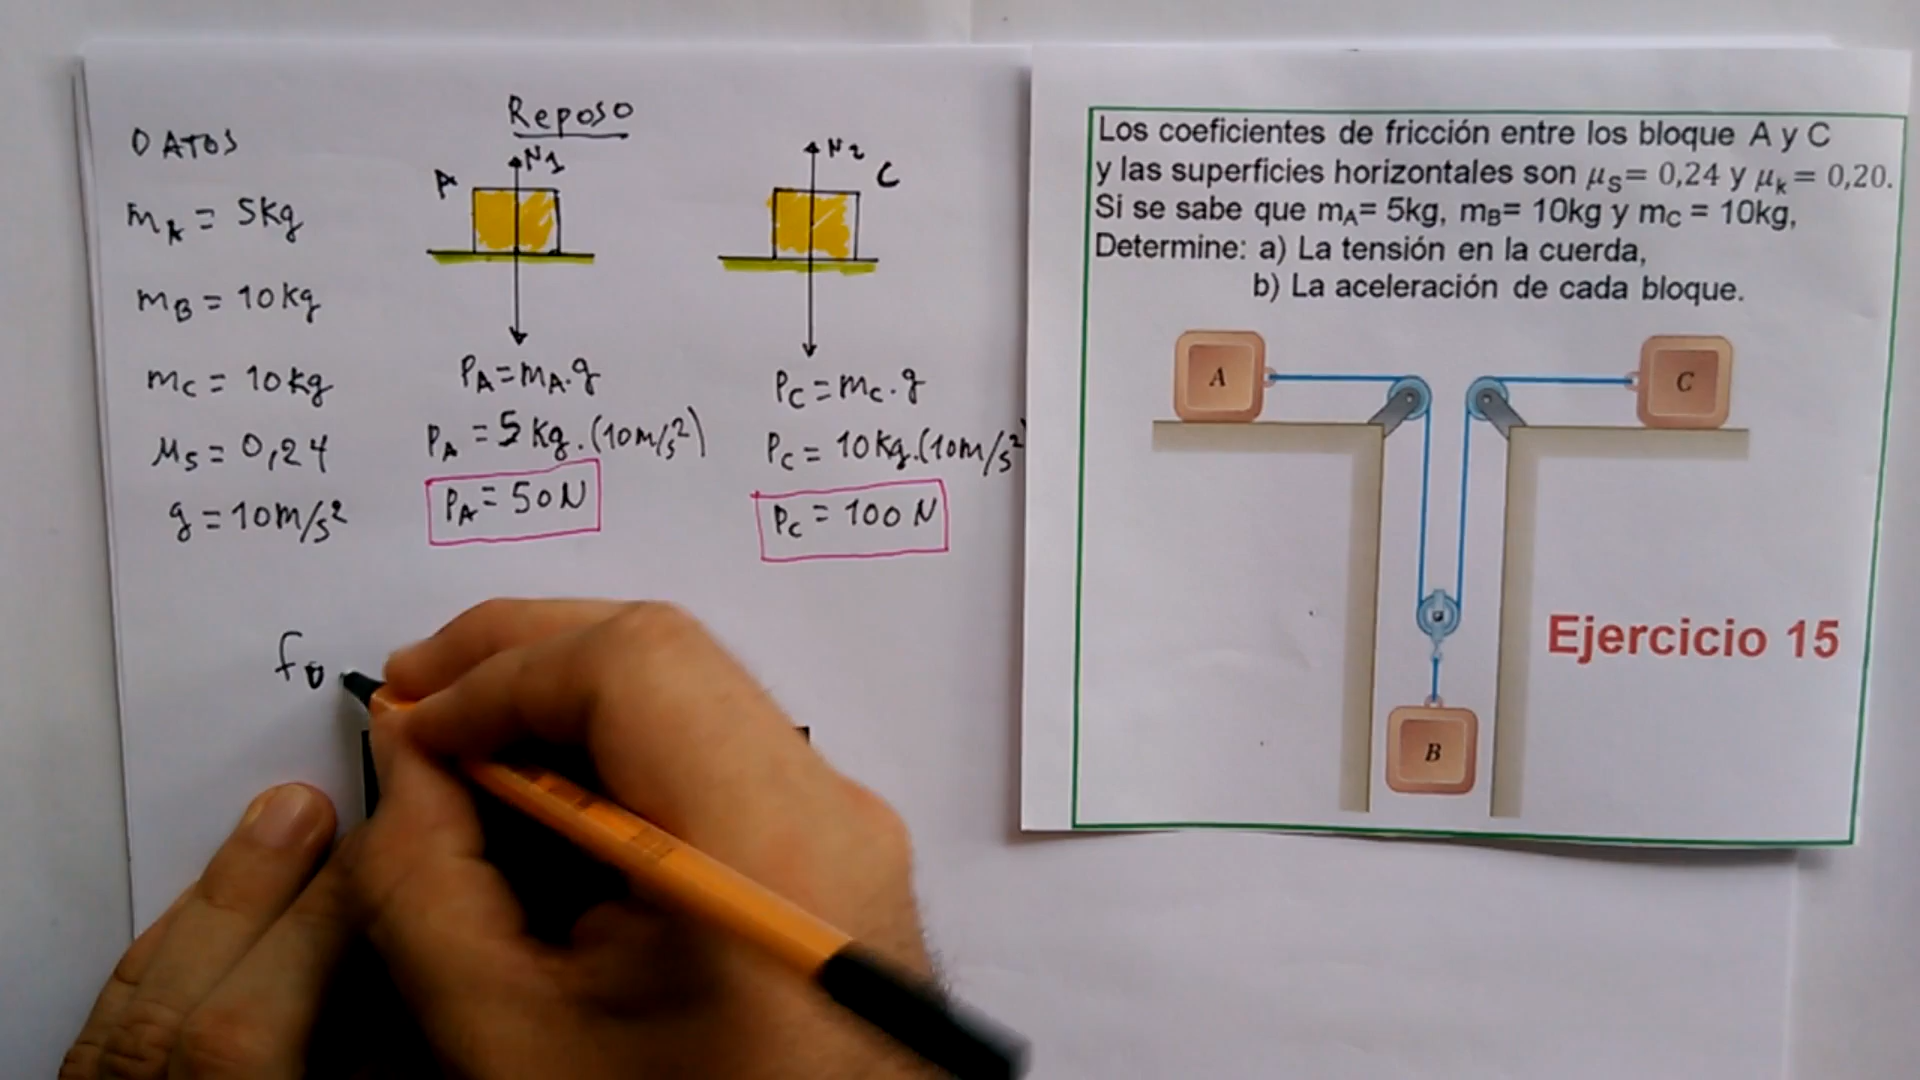 DATOS
mA = 5Kg
mB = 10Kg
mC = 10Kg
μS = 0,24
g = 10m/s²
Reposo
A
N1
PA = mA.g
PA = 5 Kg.(10m/s²)
PA = 50N
N2
C
PC = mC.g
PC = 10Kg.(10m/s²
PC = 100 N
Los coeficientes de fricción entre los bloque A y C
y las superficies horizontales son μs= 0,24 y μk = 0,20.
Si se sabe que mA= 5kg, mB= 10kg y mC = 10kg,
Determine: a) La tensión en la cuerda,
b) La aceleración de cada bloque.
A
C
B
Ejercicio 15